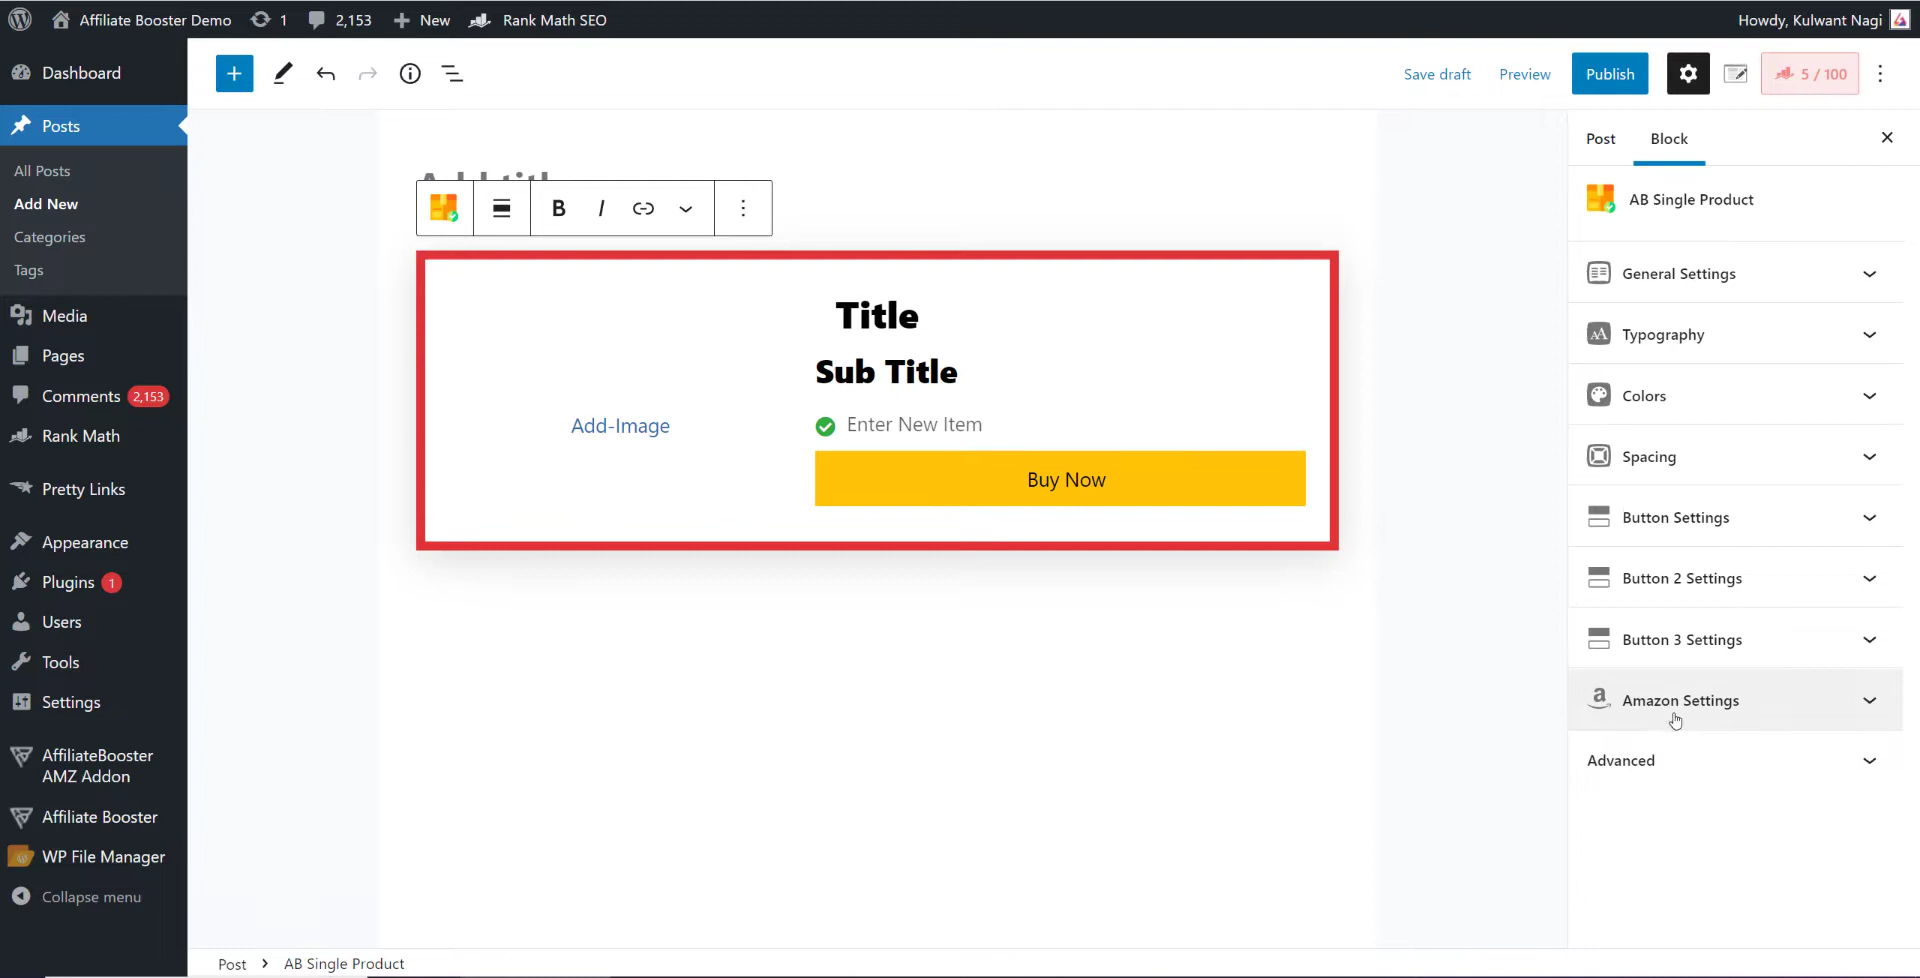 Affiliate Booster Demo 1 2,153 New Rank Math SEO Howdy, Kulwant Nagi
Dashboard
Posts
All Posts
Add New
Categories
Tags
Media
Pages
Comments 2,153
Rank Math
Pretty Links
Appearance
Plugins 1
Users
Tools
Settings
AffiliateBooster
AMZ Addon
Affiliate Booster
WP File Manager
Collapse menu
Save draft Preview Publish 5 / 100
Add title
B I
Title
Sub Title
Add-Image
Enter New Item
Buy Now
Post Block
AB Single Product
General Settings
Typography
Colors
Spacing
Button Settings
Button 2 Settings
Button 3 Settings
Amazon Settings
Advanced
Post > AB Single Product